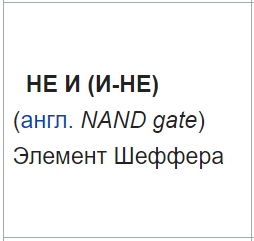 НЕ И (И-НЕ)
(англ. NAND gate)
Элемент Шеффера